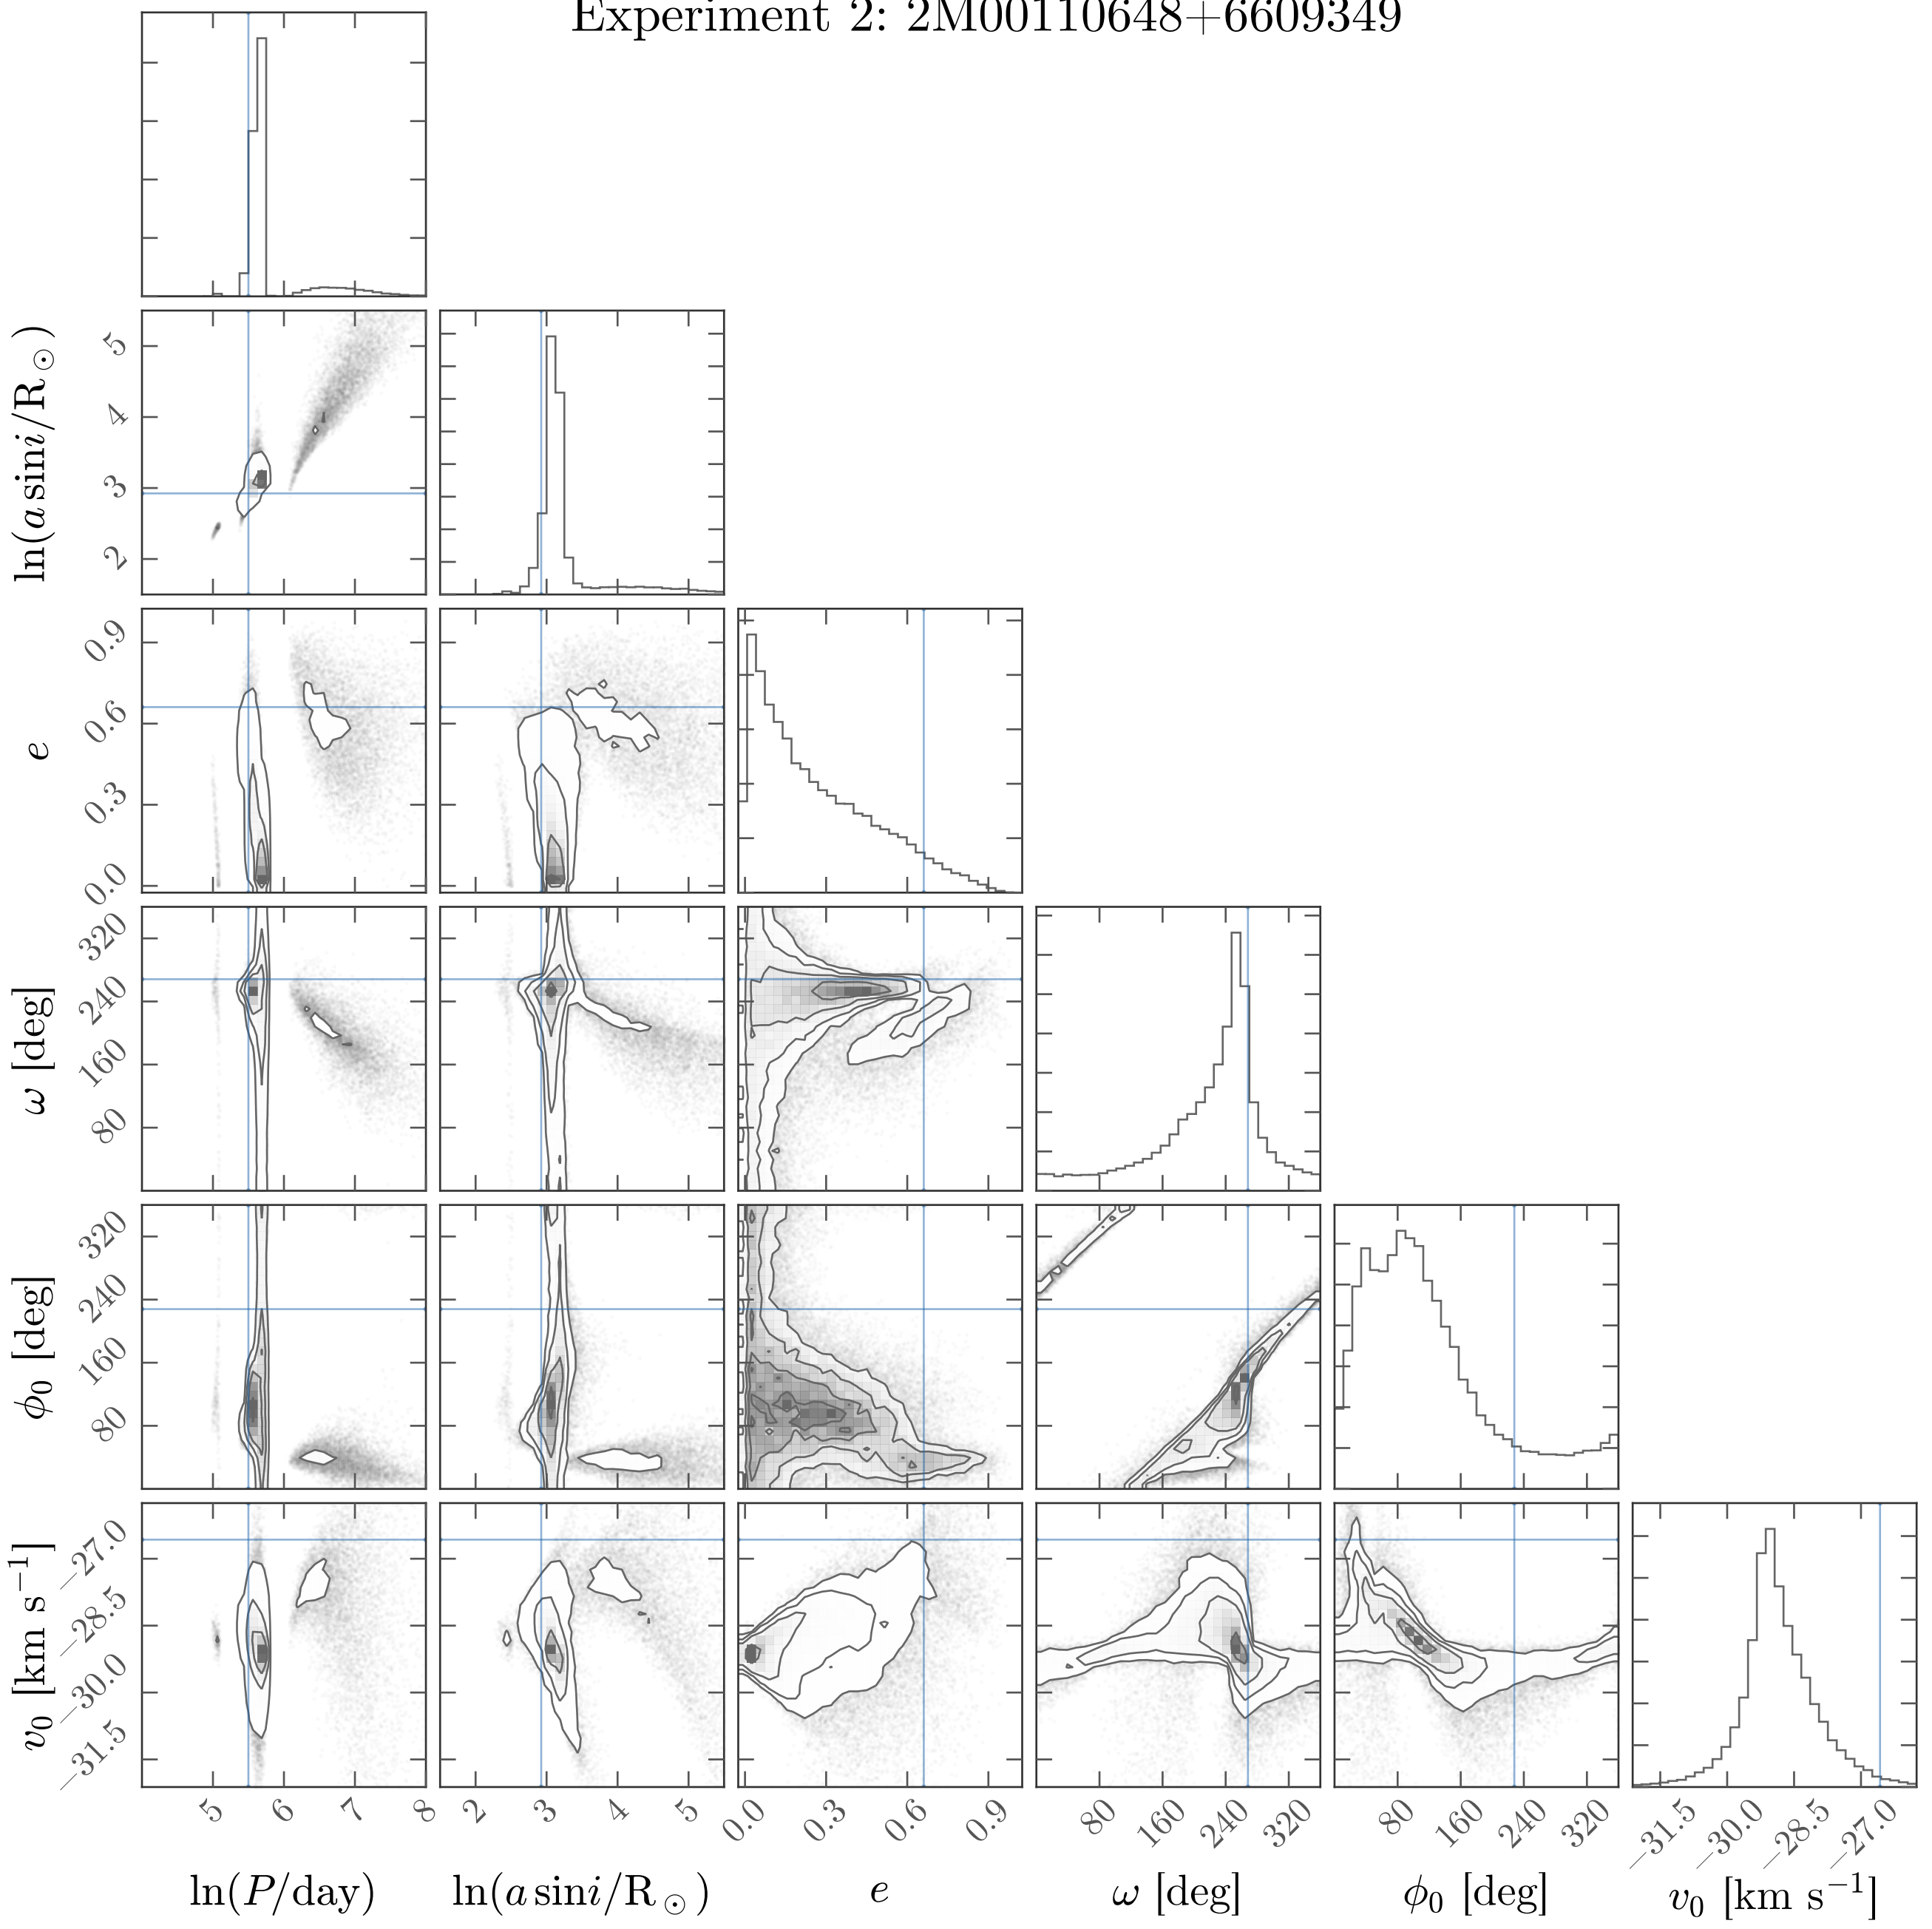 Experiment 2: 2M00110648+6609349
ln(a sini/R⊙)
5
4
3
2
e
0.9
0.6
0.3
0.0
ω [deg]
320
240
160
80
ϕ0 [deg]
320
240
160
80
v0 [km s−1]
−27.0
−28.5
−30.0
−31.5
5 6 7 8 2 3 4 5 0.0 0.3 0.6 0.9 80 160 240 320 80 160 240 320 −31.5 −30.0 −28.5 −27.0
ln(P/day) ln(a sini/R⊙) e ω [deg] ϕ0 [deg] v0 [km s−1]